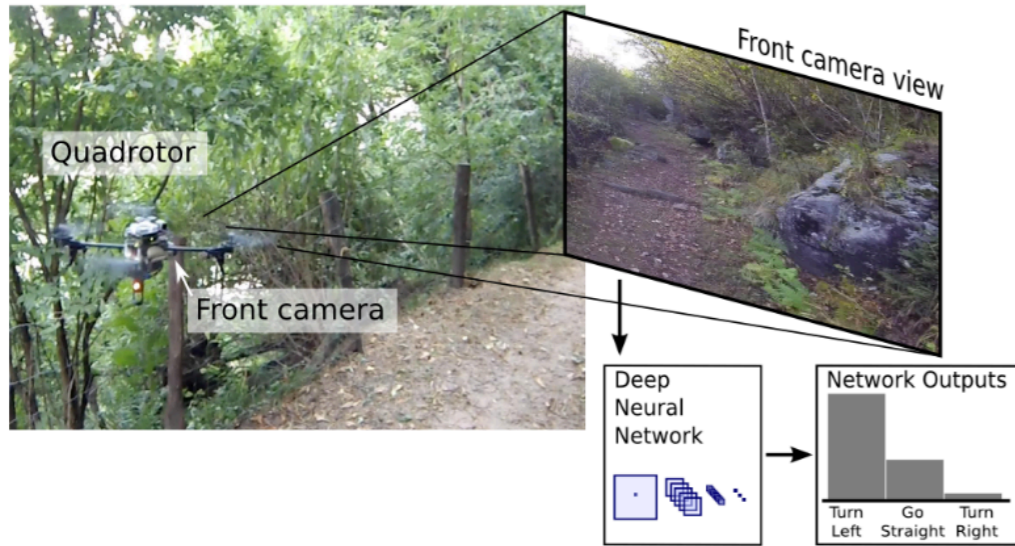 Front camera view
Quadrotor
Front camera
Deep
Neural
Network
Network Outputs
Turn Go Turn
Left Straight Right